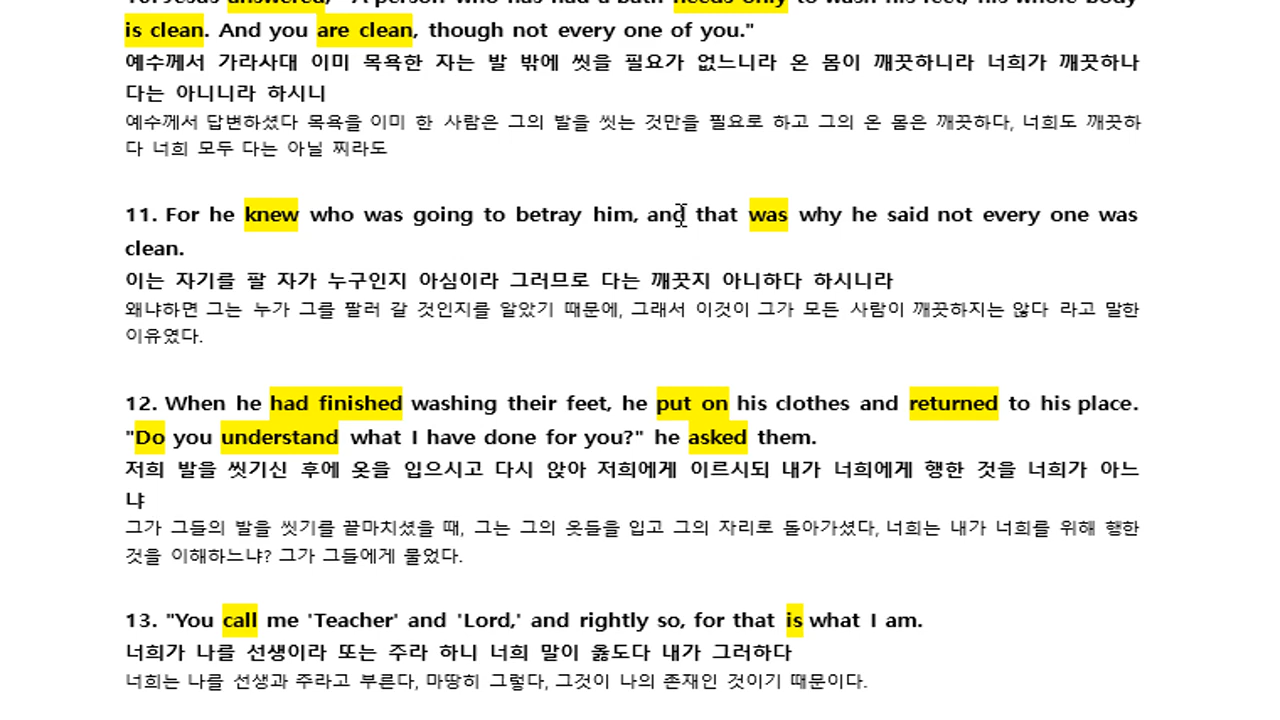 10. Jesus answered, "A person who has had a bath needs only to wash his feet; his whole body
is clean. And you are clean, though not every one of you."
예수께서 가라사대 이미 목욕한 자는 발 밖에 씻을 필요가 없느니라 온 몸이 깨끗하니라 너희가 깨끗하나
다는 아니니라 하시니
예수께서 답변하셨다 목욕을 이미 한 사람은 그의 발을 씻는 것만을 필요로 하고 그의 온 몸은 깨끗하다, 너희도 깨끗하
다 너희 모두 다는 아닐 찌라도
11. For he knew who was going to betray him, and that was why he said not every one was
clean.
이는 자기를 팔 자가 누구인지 아심이라 그러므로 다는 깨끗지 아니하다 하시니라
왜냐하면 그는 누가 그를 팔러 갈 것인지를 알았기 때문에, 그래서 이것이 그가 모든 사람이 깨끗하지는 않다 라고 말한
이유였다.
12. When he had finished washing their feet, he put on his clothes and returned to his place.
"Do you understand what I have done for you?" he asked them.
저희 발을 씻기신 후에 옷을 입으시고 다시 앉아 저희에게 이르시되 내가 너희에게 행한 것을 너희가 아느
냐
그가 그들의 발을 씻기를 끝마치셨을 때, 그는 그의 옷들을 입고 그의 자리로 돌아가셨다, 너희는 내가 너희를 위해 행한
것을 이해하느냐? 그가 그들에게 물었다.
13. "You call me 'Teacher' and 'Lord,' and rightly so, for that is what I am.
너희가 나를 선생이라 또는 주라 하니 너희 말이 옳도다 내가 그러하다
너희는 나를 선생과 주라고 부른다, 마땅히 그렇다, 그것이 나의 존재인 것이기 때문이다.